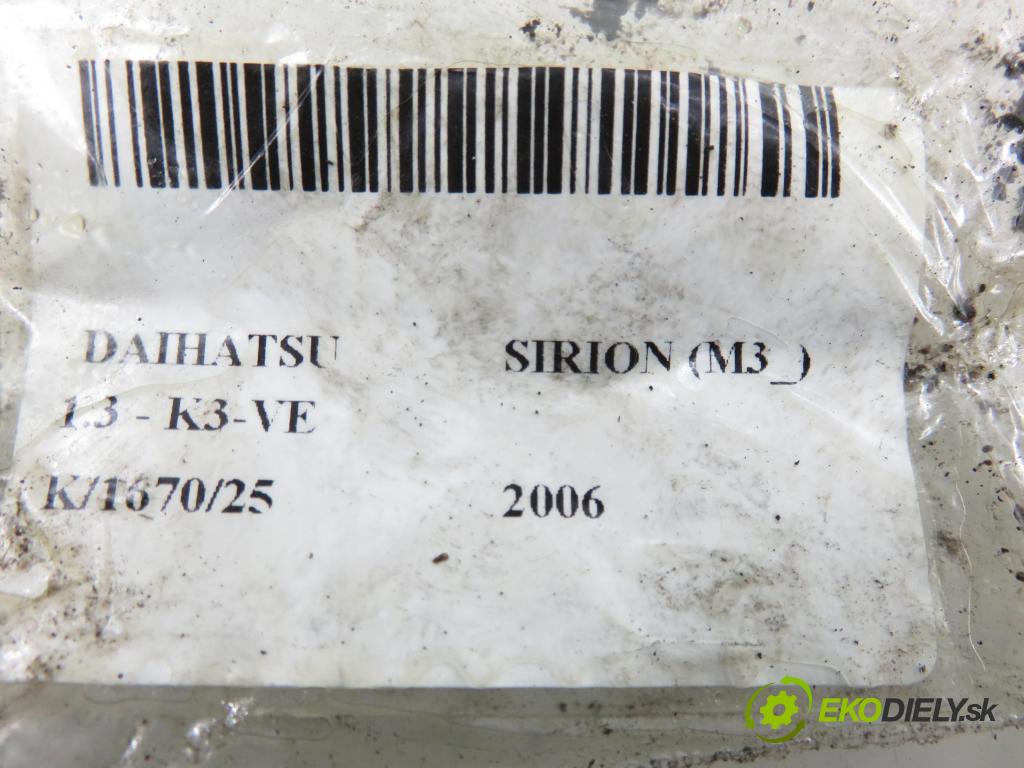 DAIHATSU SIRION (M3_)
1.3 - K3-VE
K/1670/25 2006
EKODIELY.sk